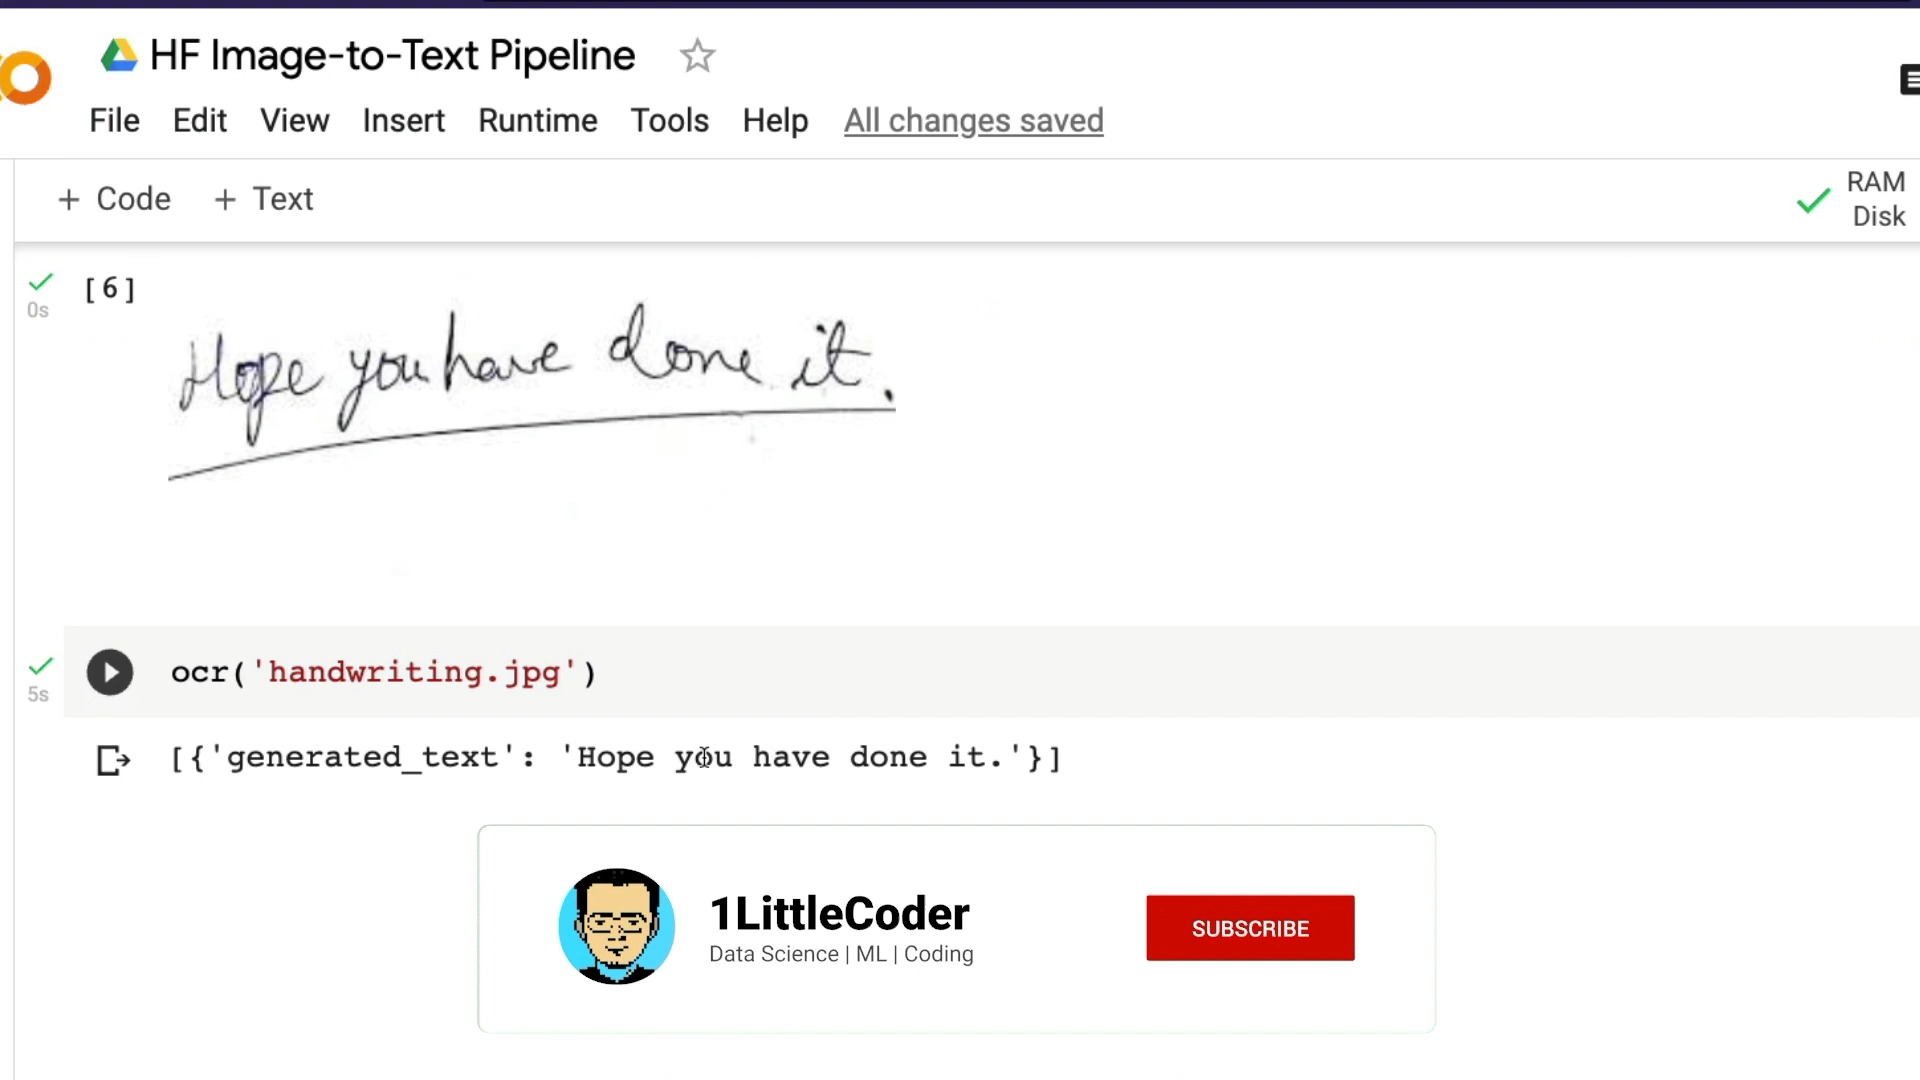 HF Image-to-Text Pipeline
File Edit View Insert Runtime Tools Help All changes saved
+ Code + Text
RAM
Disk
[6]
0s
Hope you have done it.
ocr('handwriting.jpg')
5s
[{'generated_text': 'Hope you have done it.'}]
1LittleCoder
Data Science | ML | Coding
SUBSCRIBE